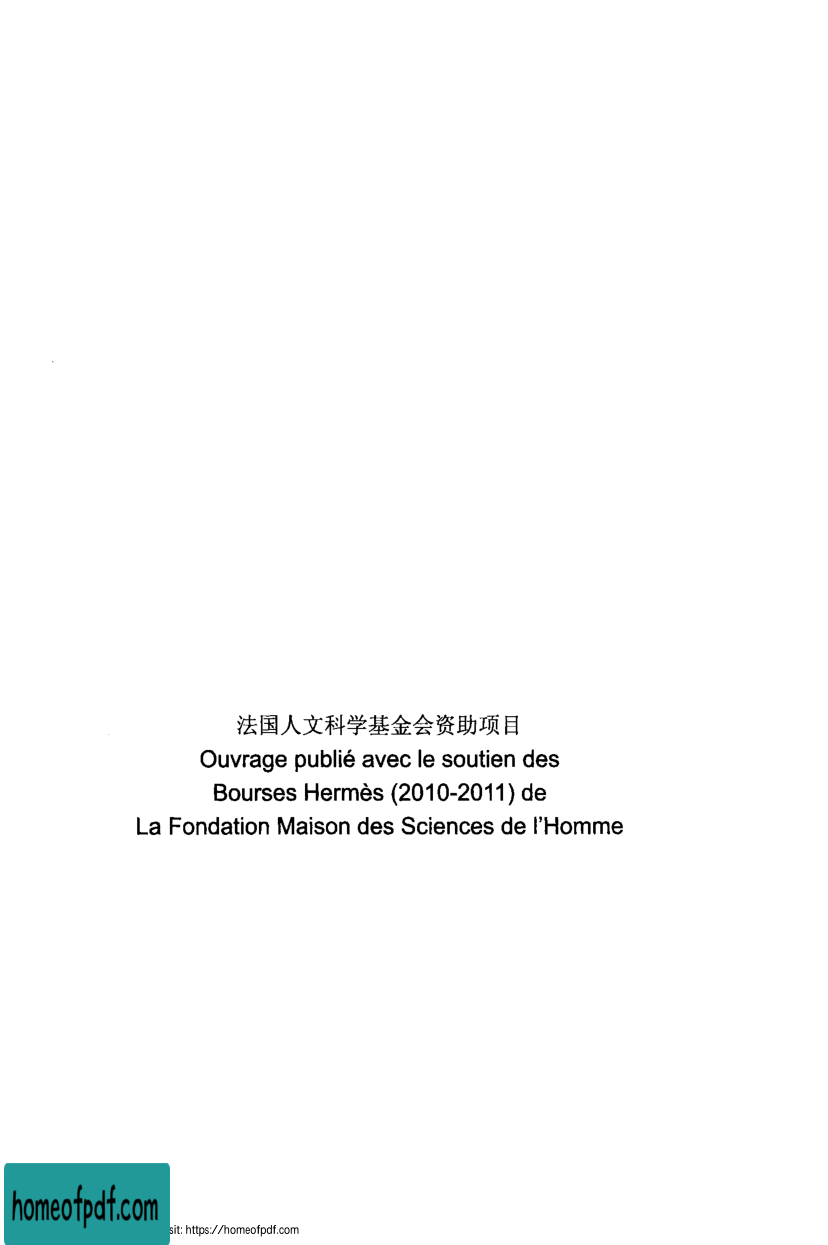 法国人文科学基金会资助项目
Ouvrage publié avec le soutien des
Bourses Hermès (2010-2011) de
La Fondation Maison des Sciences de l'Homme
homeofpdf.com
sit: https://homeofpdf.com